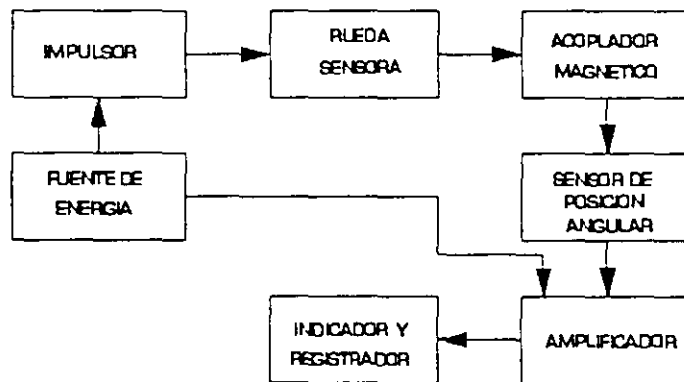 IMPULSOR
RUEDA
SENSORA
ACOPLADOR
MAGNETICO
FUENTE DE
ENERGIA
SENSOR DE
POSICION
ANGULAR
INDICADOR Y
REGISTRADOR
AMPLIFICADOR